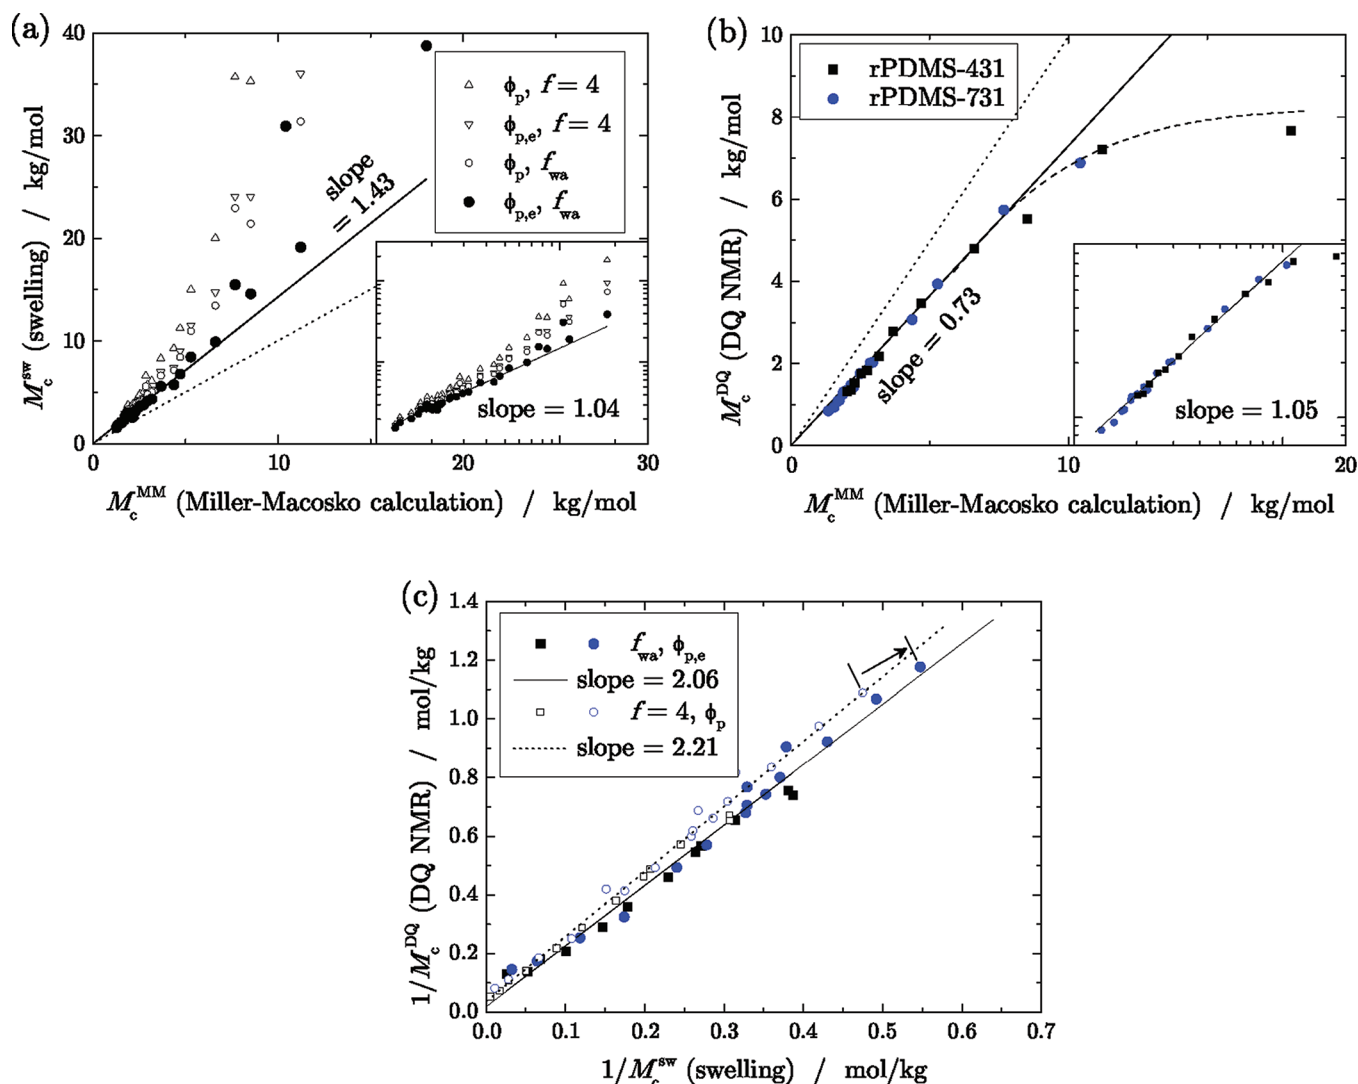 (a)
40
30
20
10
0
0
10
20
30
M_c^sw (swelling) / kg/mol
M_c^MM (Miller-Macosko calculation) / kg/mol
ϕ_p, f = 4
ϕ_p,e, f = 4
ϕ_p, f_wa
ϕ_p,e, f_wa
slope
= 1.43
slope = 1.04
(b)
10
8
6
4
2
0
0
10
20
M_c^DQ (DQ NMR) / kg/mol
M_c^MM (Miller-Macosko calculation) / kg/mol
rPDMS-431
rPDMS-731
slope = 0.73
slope = 1.05
(c)
1.4
1.2
1.0
0.8
0.6
0.4
0.2
0.0
0.0
0.1
0.2
0.3
0.4
0.5
0.6
0.7
1/M_c^DQ (DQ NMR) / mol/kg
1/M_c^sw (swelling) / mol/kg
f_wa, ϕ_p,e
slope = 2.06
f = 4, ϕ_p
slope = 2.21